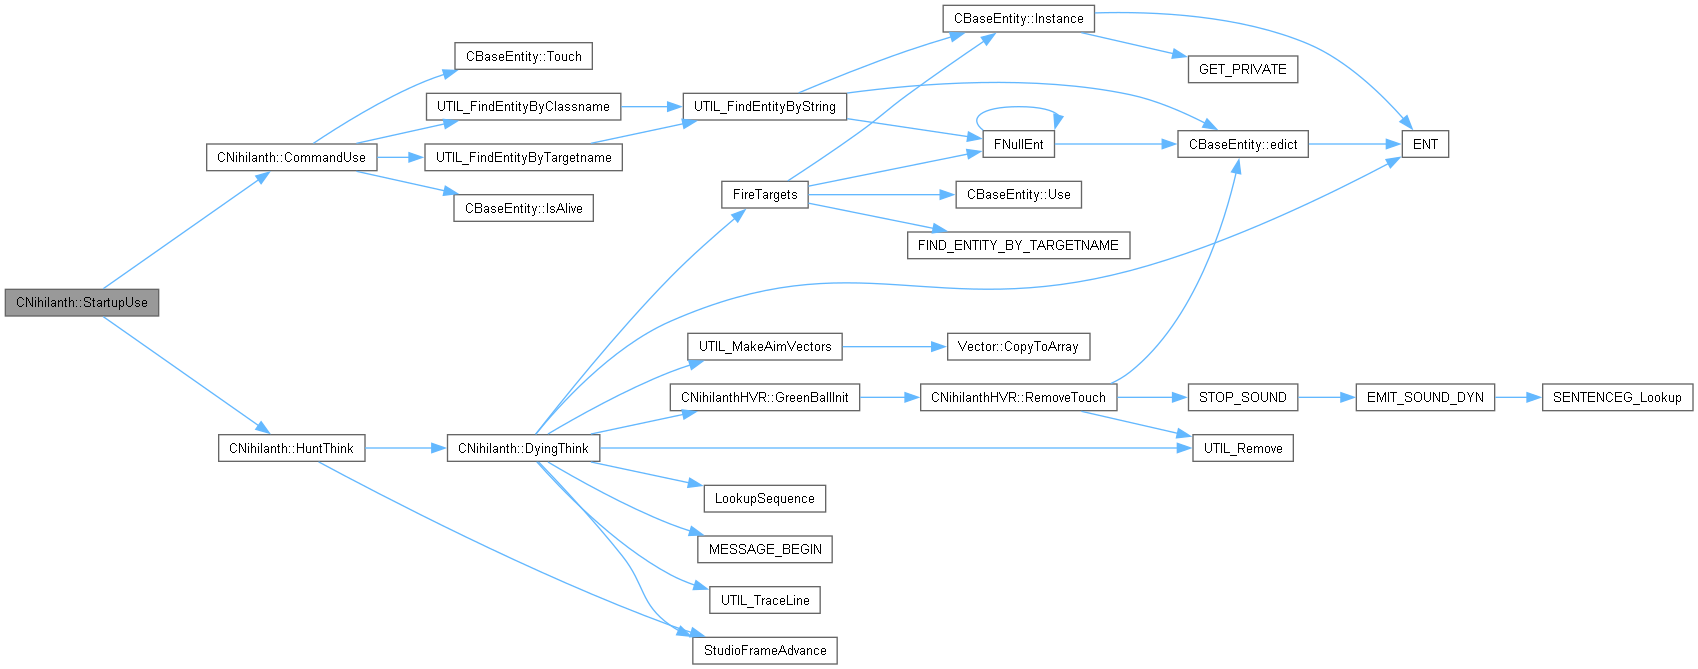 CBaseEntity::Instance
CBaseEntity::Touch
GET_PRIVATE
UTIL_FindEntityByClassname
UTIL_FindEntityByString
CNihilanth::CommandUse
UTIL_FindEntityByTargetname
FNullEnt
CBaseEntity::edict
ENT
FireTargets
CBaseEntity::Use
CBaseEntity::IsAlive
FIND_ENTITY_BY_TARGETNAME
CNihilanth::StartupUse
UTIL_MakeAimVectors
Vector::CopyToArray
CNihilanthHVR::GreenBallInit
CNihilanthHVR::RemoveTouch
STOP_SOUND
EMIT_SOUND_DYN
SENTENCEG_Lookup
CNihilanth::HuntThink
CNihilanth::DyingThink
UTIL_Remove
LookupSequence
MESSAGE_BEGIN
UTIL_TraceLine
StudioFrameAdvance